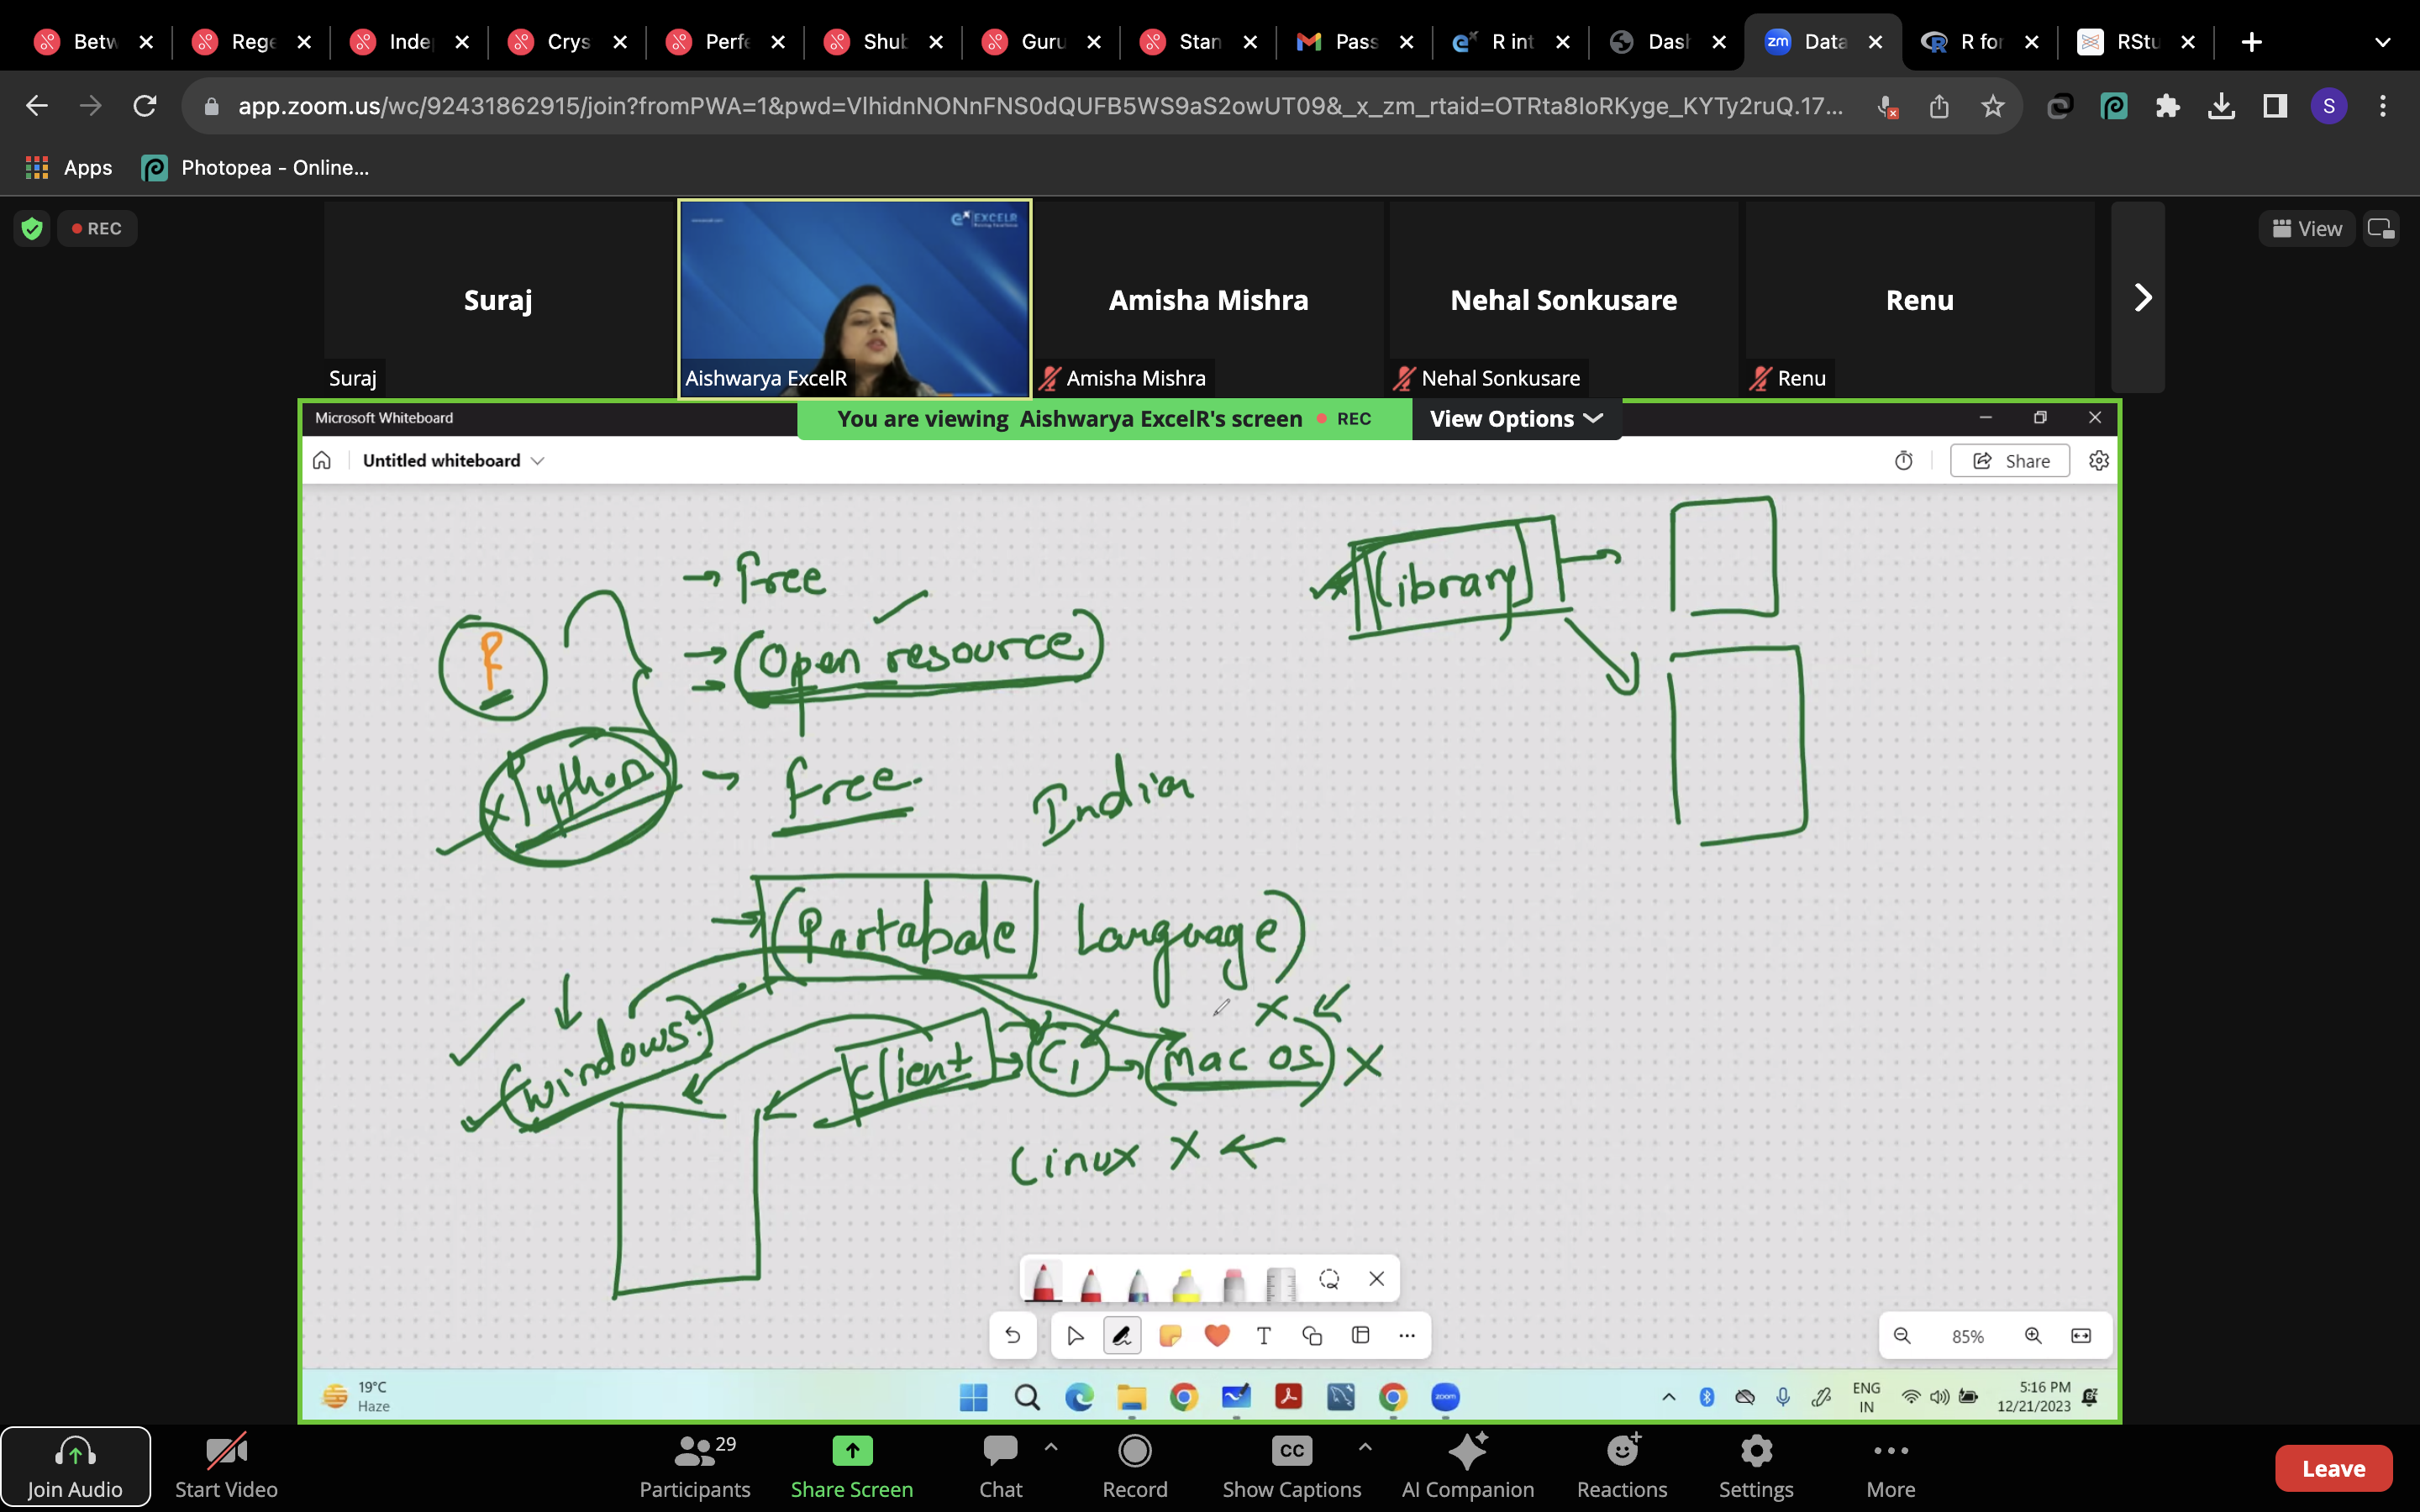 Betw Rege Inde Crys Perfe Shub Guru Stan Pass R int Dash Data R for RStu
app.zoom.us/wc/92431862915/join?fromPWA=1&pwd=VlhidnNONnFNS0dQUFB5WS9aS2owUT09&_x_zm_rtaid=OTRta8IoRKyge_KYTy2ruQ.17... S
Apps Photopea - Online...
REC
EXCELR
View
Suraj
Amisha Mishra
Nehal Sonkusare
Renu
Suraj
Aishwarya ExcelR
Amisha Mishra
Nehal Sonkusare
Renu
Microsoft Whiteboard
You are viewing Aishwarya ExcelR's screen REC
View Options
Untitled whiteboard
Share
free
Library
Open resource
Python
free
Indian
Portabale Language
Windows
Client
C1
Mac OS X
Linux X
85%
19°C
Haze
zoom
ENG
IN
5:16 PM
12/21/2023
Join Audio
Start Video
Participants 29
Share Screen
Chat
Record
CC
Show Captions
AI Companion
Reactions
Settings
More
Leave